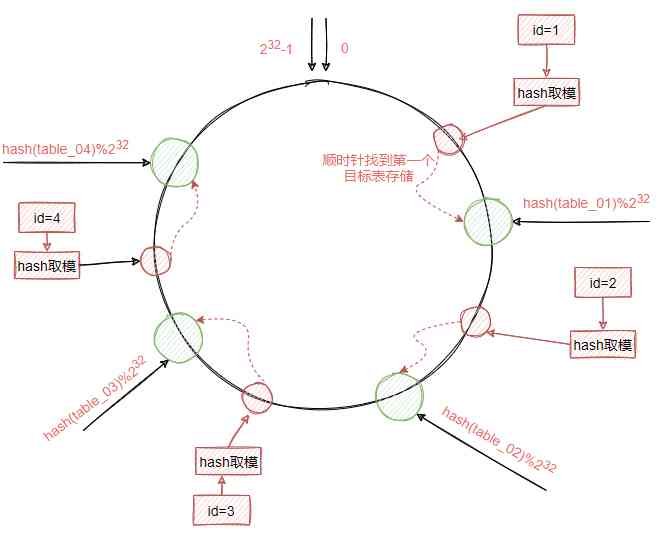 2^32-1
0
id=1
hash取模
hash(table_04)%2^32
顺时针找到第一个
目标表存储
hash(table_01)%2^32
id=4
hash取模
id=2
hash取模
hash(table_03)%2^32
hash(table_02)%2^32
hash取模
id=3